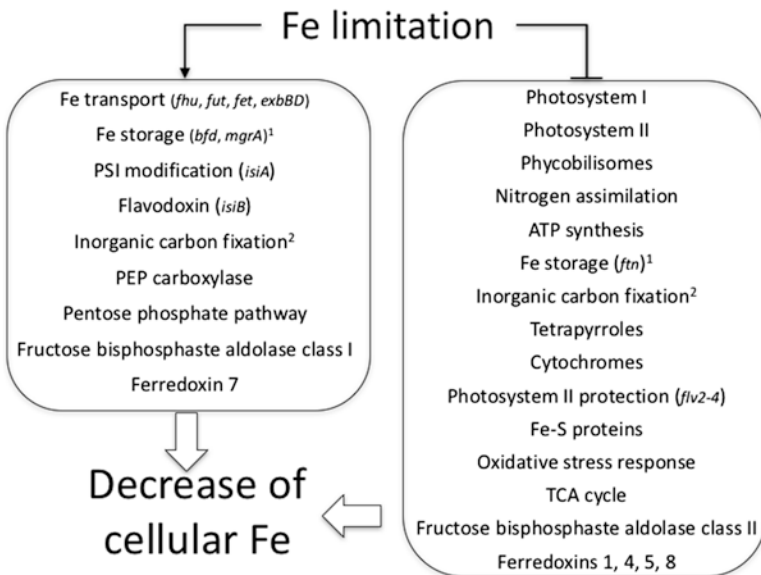 Fe limitation
Fe transport (fhu, fut, fet, exbBD)
Fe storage (bfd, mgrA)¹
PSI modification (isiA)
Flavodoxin (isiB)
Inorganic carbon fixation²
PEP carboxylase
Pentose phosphate pathway
Fructose bisphosphaste aldolase class I
Ferredoxin 7
Decrease of
cellular Fe
Photosystem I
Photosystem II
Phycobilisomes
Nitrogen assimilation
ATP synthesis
Fe storage (ftn)¹
Inorganic carbon fixation²
Tetrapyrroles
Cytochromes
Photosystem II protection (flv2-4)
Fe-S proteins
Oxidative stress response
TCA cycle
Fructose bisphosphaste aldolase class II
Ferredoxins 1, 4, 5, 8